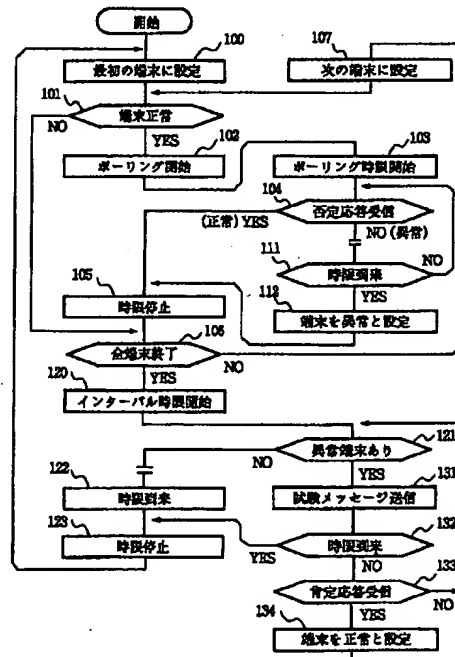 開始
100
最初の端末に設定
107
次の端末に設定
101
端末正常
NO
YES
102
ポーリング開始
103
ポーリング時限開始
104
否定応答受信
(正常) YES
NO (異常)
111
時限到来
NO
YES
112
端末を異常と設定
105
時限停止
106
全端末終了
YES
NO
120
インターバル時限開始
121
異常端末あり
NO
YES
122
時限到来
131
試験メッセージ送信
123
時限停止
132
時限到来
YES
NO
133
肯定応答受信
YES
NO
134
端末を正常と設定